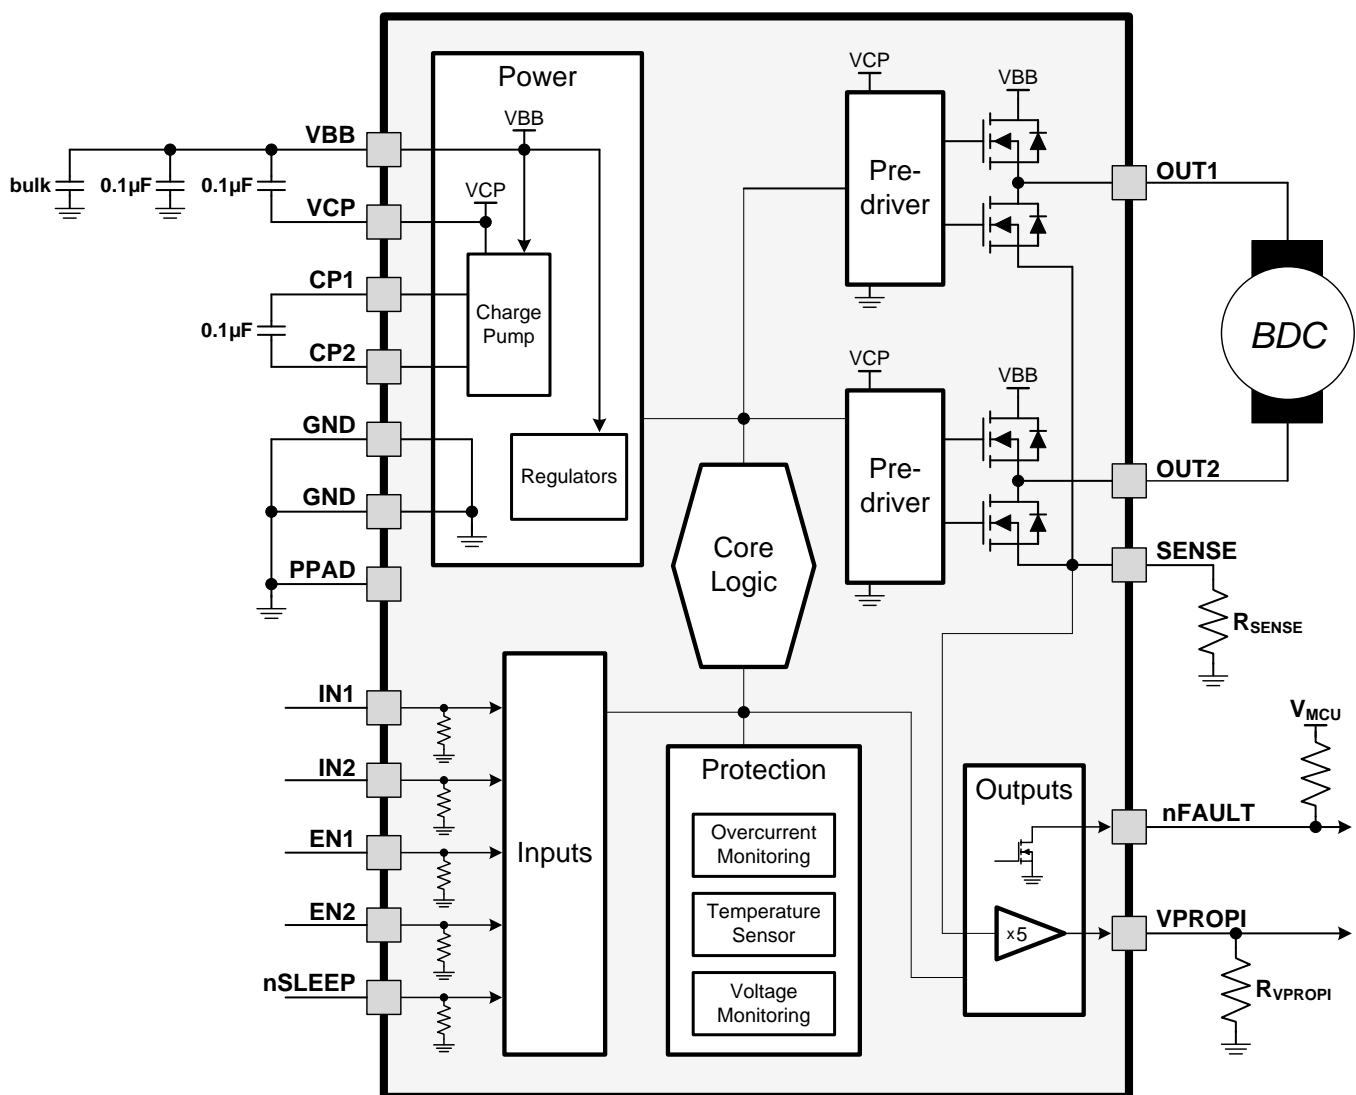 Power
VBB
VCP
Charge
Pump
Regulators
VBB
bulk
0.1µF
0.1µF
VCP
CP1
0.1µF
CP2
GND
GND
PPAD
IN1
IN2
EN1
EN2
nSLEEP
Inputs
Core
Logic
Protection
Overcurrent
Monitoring
Temperature
Sensor
Voltage
Monitoring
VCP
Pre-
driver
VBB
VCP
Pre-
driver
VBB
OUT1
BDC
OUT2
SENSE
RSENSE
VMCU
Outputs
nFAULT
x5
VPROPI
RVPROPI